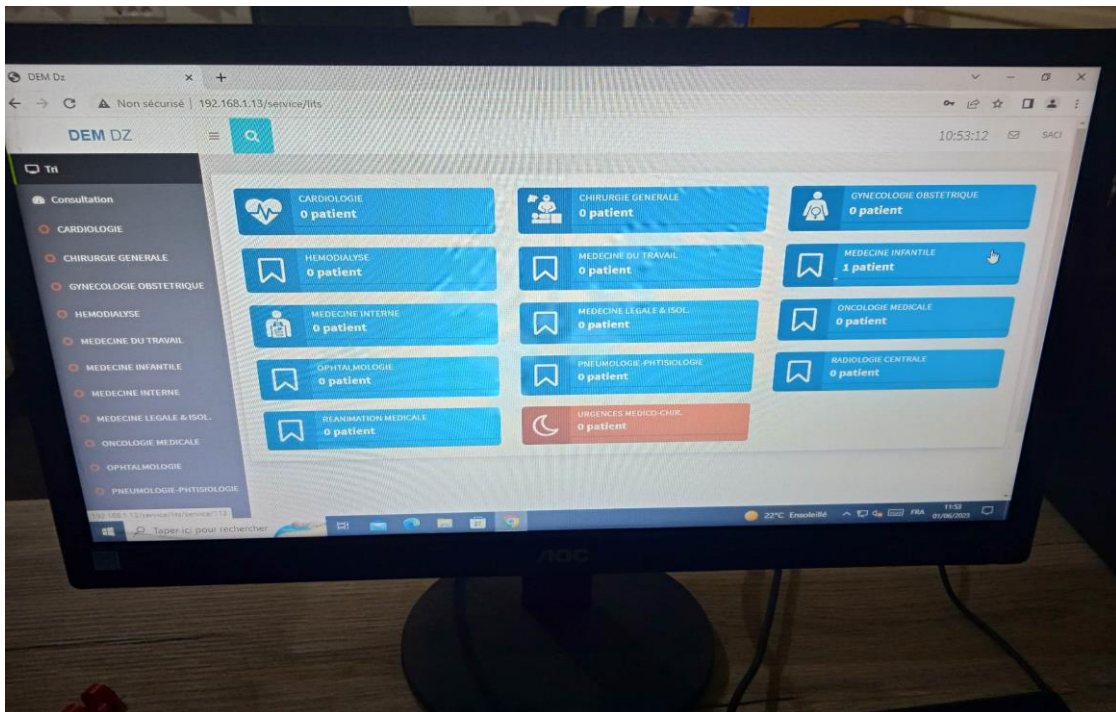 DEM Dz
Non sécurisé | 192.168.1.13/service/lits
DEM DZ
10:53:12
SACI
Tri
Consultation
CARDIOLOGIE
CHIRURGIE GENERALE
GYNECOLOGIE OBSTETRIQUE
HEMODIALYSE
MEDECINE DU TRAVAIL
MEDECINE INFANTILE
MEDECINE INTERNE
MEDECINE LEGALE & ISOL.
ONCOLOGIE MEDICALE
OPHTALMOLOGIE
PNEUMOLOGIE-PHTISIOLOGIE
CARDIOLOGIE
0 patient
CHIRURGIE GENERALE
0 patient
GYNECOLOGIE OBSTETRIQUE
0 patient
HEMODIALYSE
0 patient
MEDECINE DU TRAVAIL
0 patient
MEDECINE INFANTILE
1 patient
MEDECINE INTERNE
0 patient
MEDECINE LEGALE & ISOL.
0 patient
ONCOLOGIE MEDICALE
0 patient
OPHTALMOLOGIE
0 patient
PNEUMOLOGIE-PHTISIOLOGIE
0 patient
RADIOLOGIE CENTRALE
0 patient
REANIMATION MEDICALE
0 patient
URGENCES MEDICO-CHIR.
0 patient
Taper ici pour rechercher
22°C Ensoleillé
FRA
11:53
01/06/2023
AOC